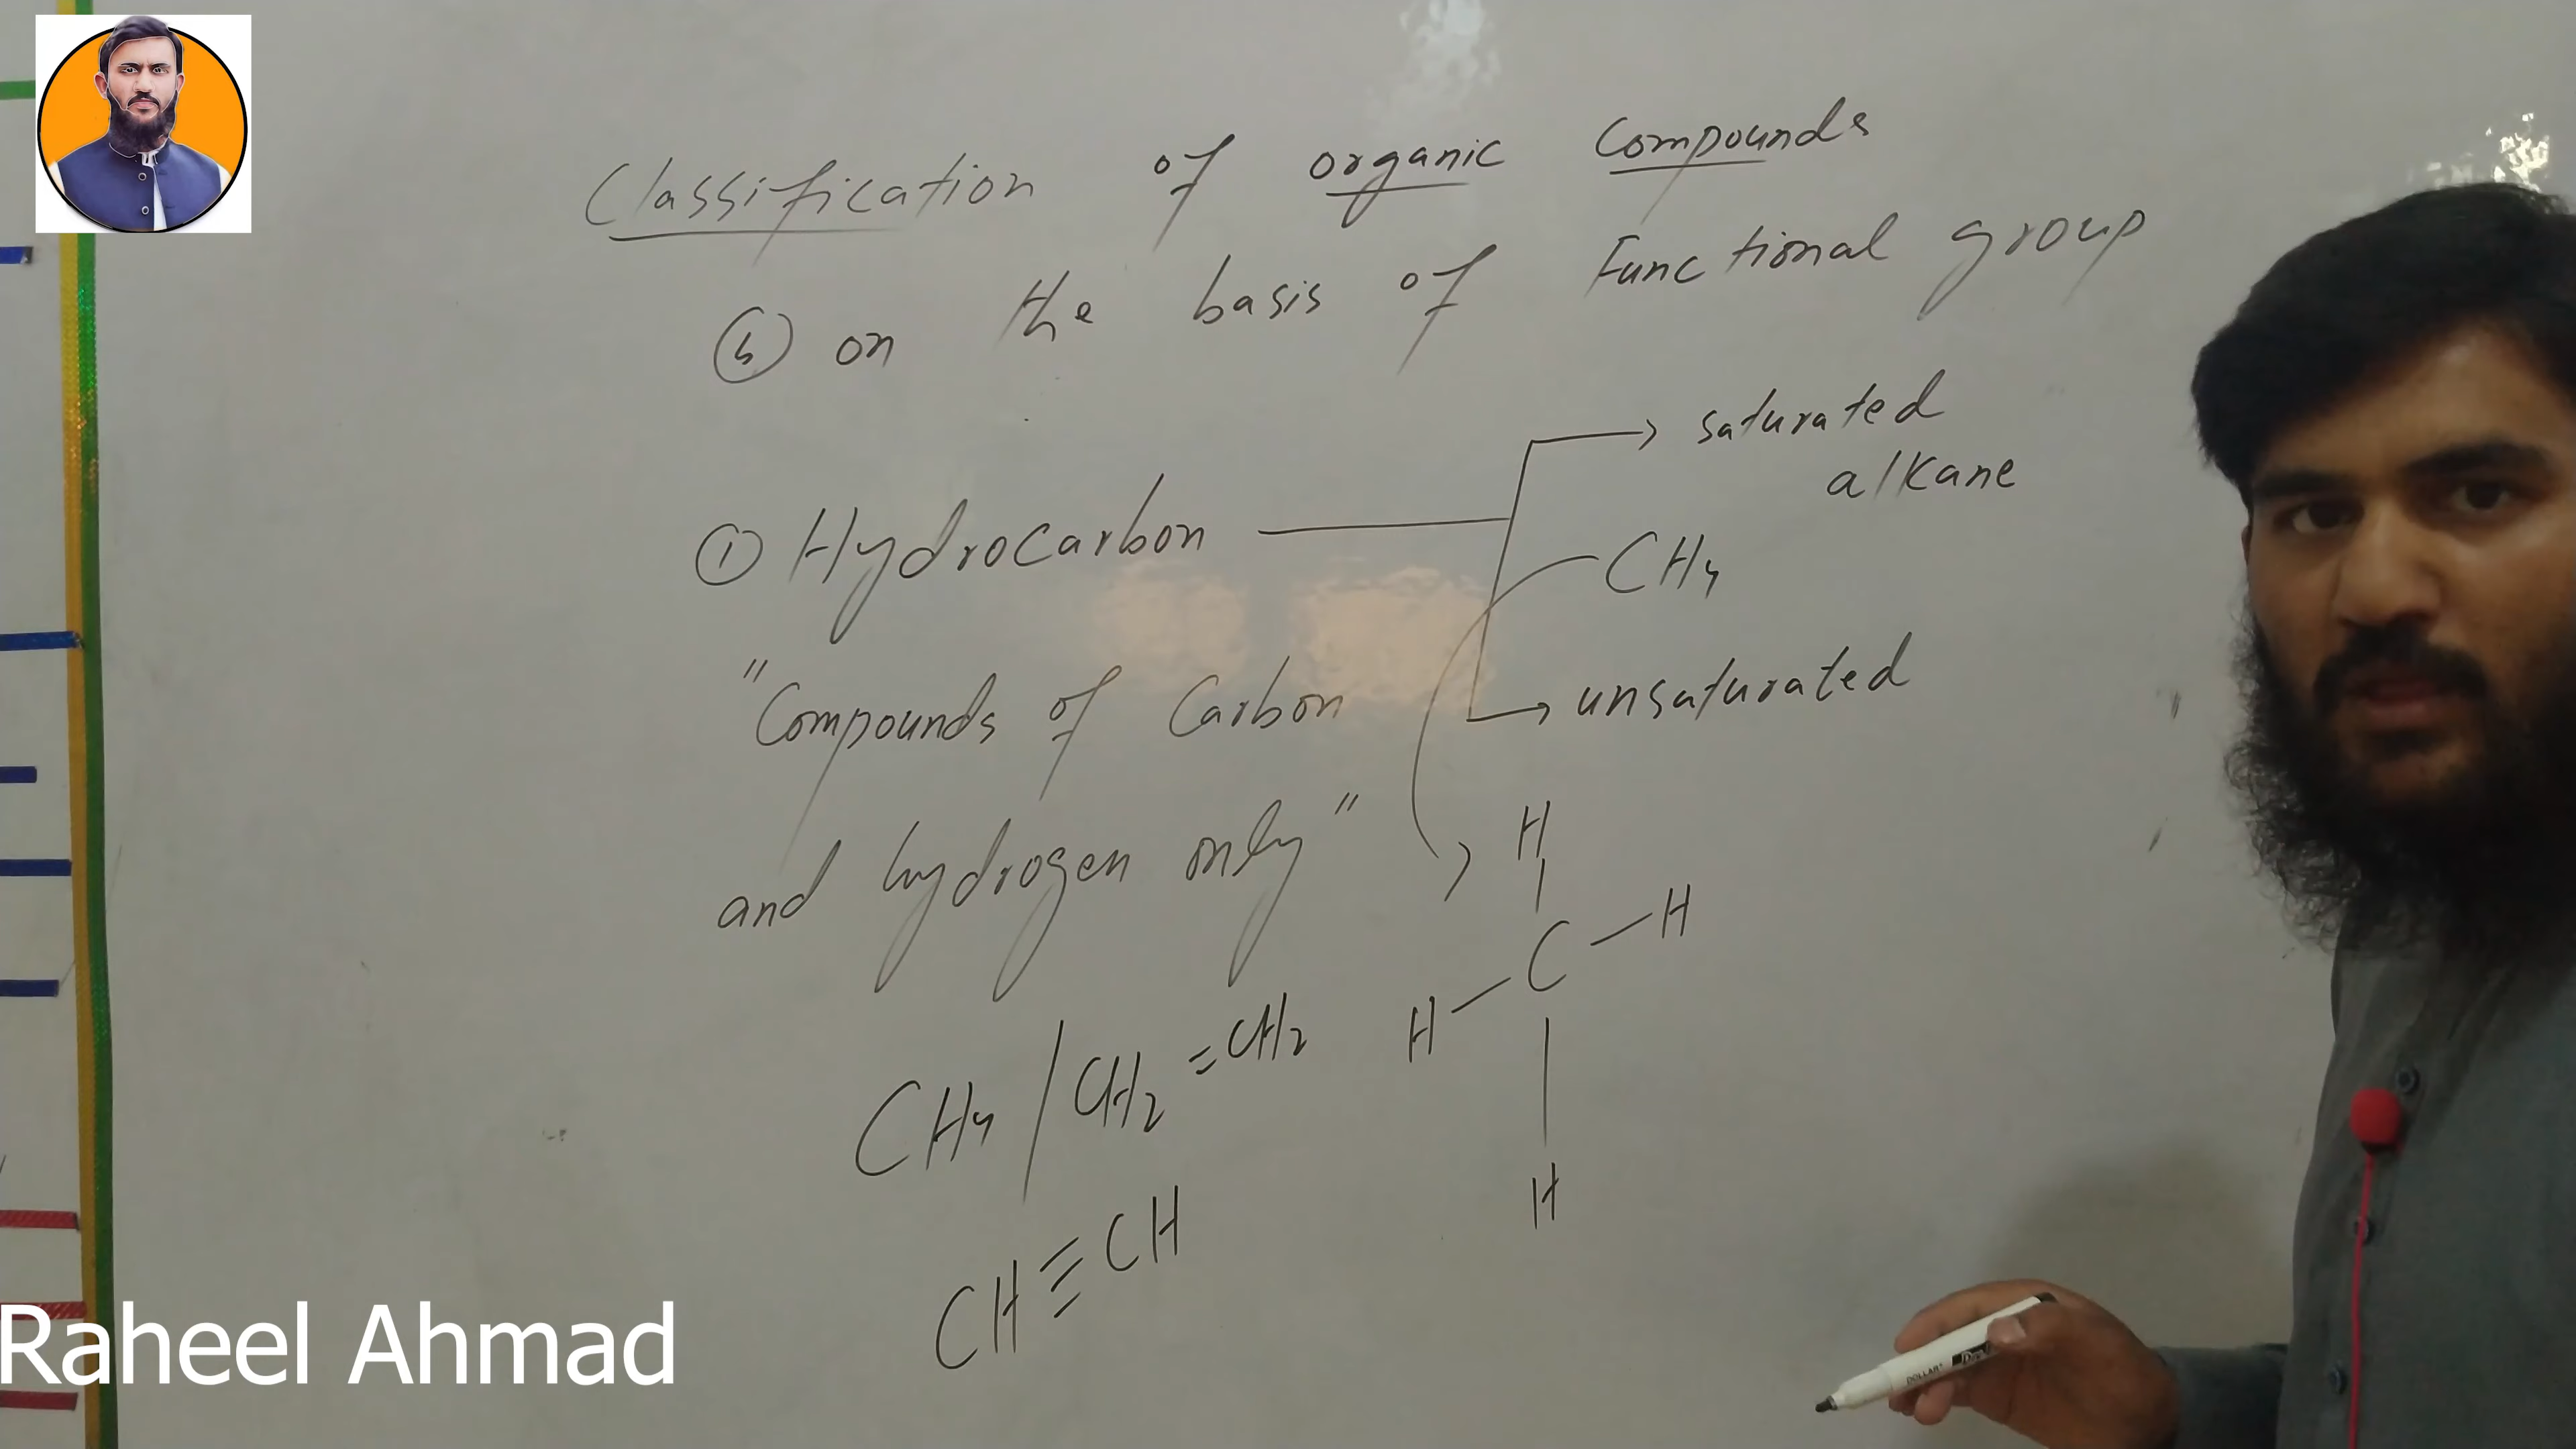 Classification of organic Compounds
(b) on the basis of Functional group
① Hydrocarbon
→ saturated
alkane
CH4
→ unsaturated
"Compounds of Carbon
and hydrogen only"
H
C—H
H—
H
CH4 / CH2=CH2
CH≡CH
DOLLAR
Raheel Ahmad